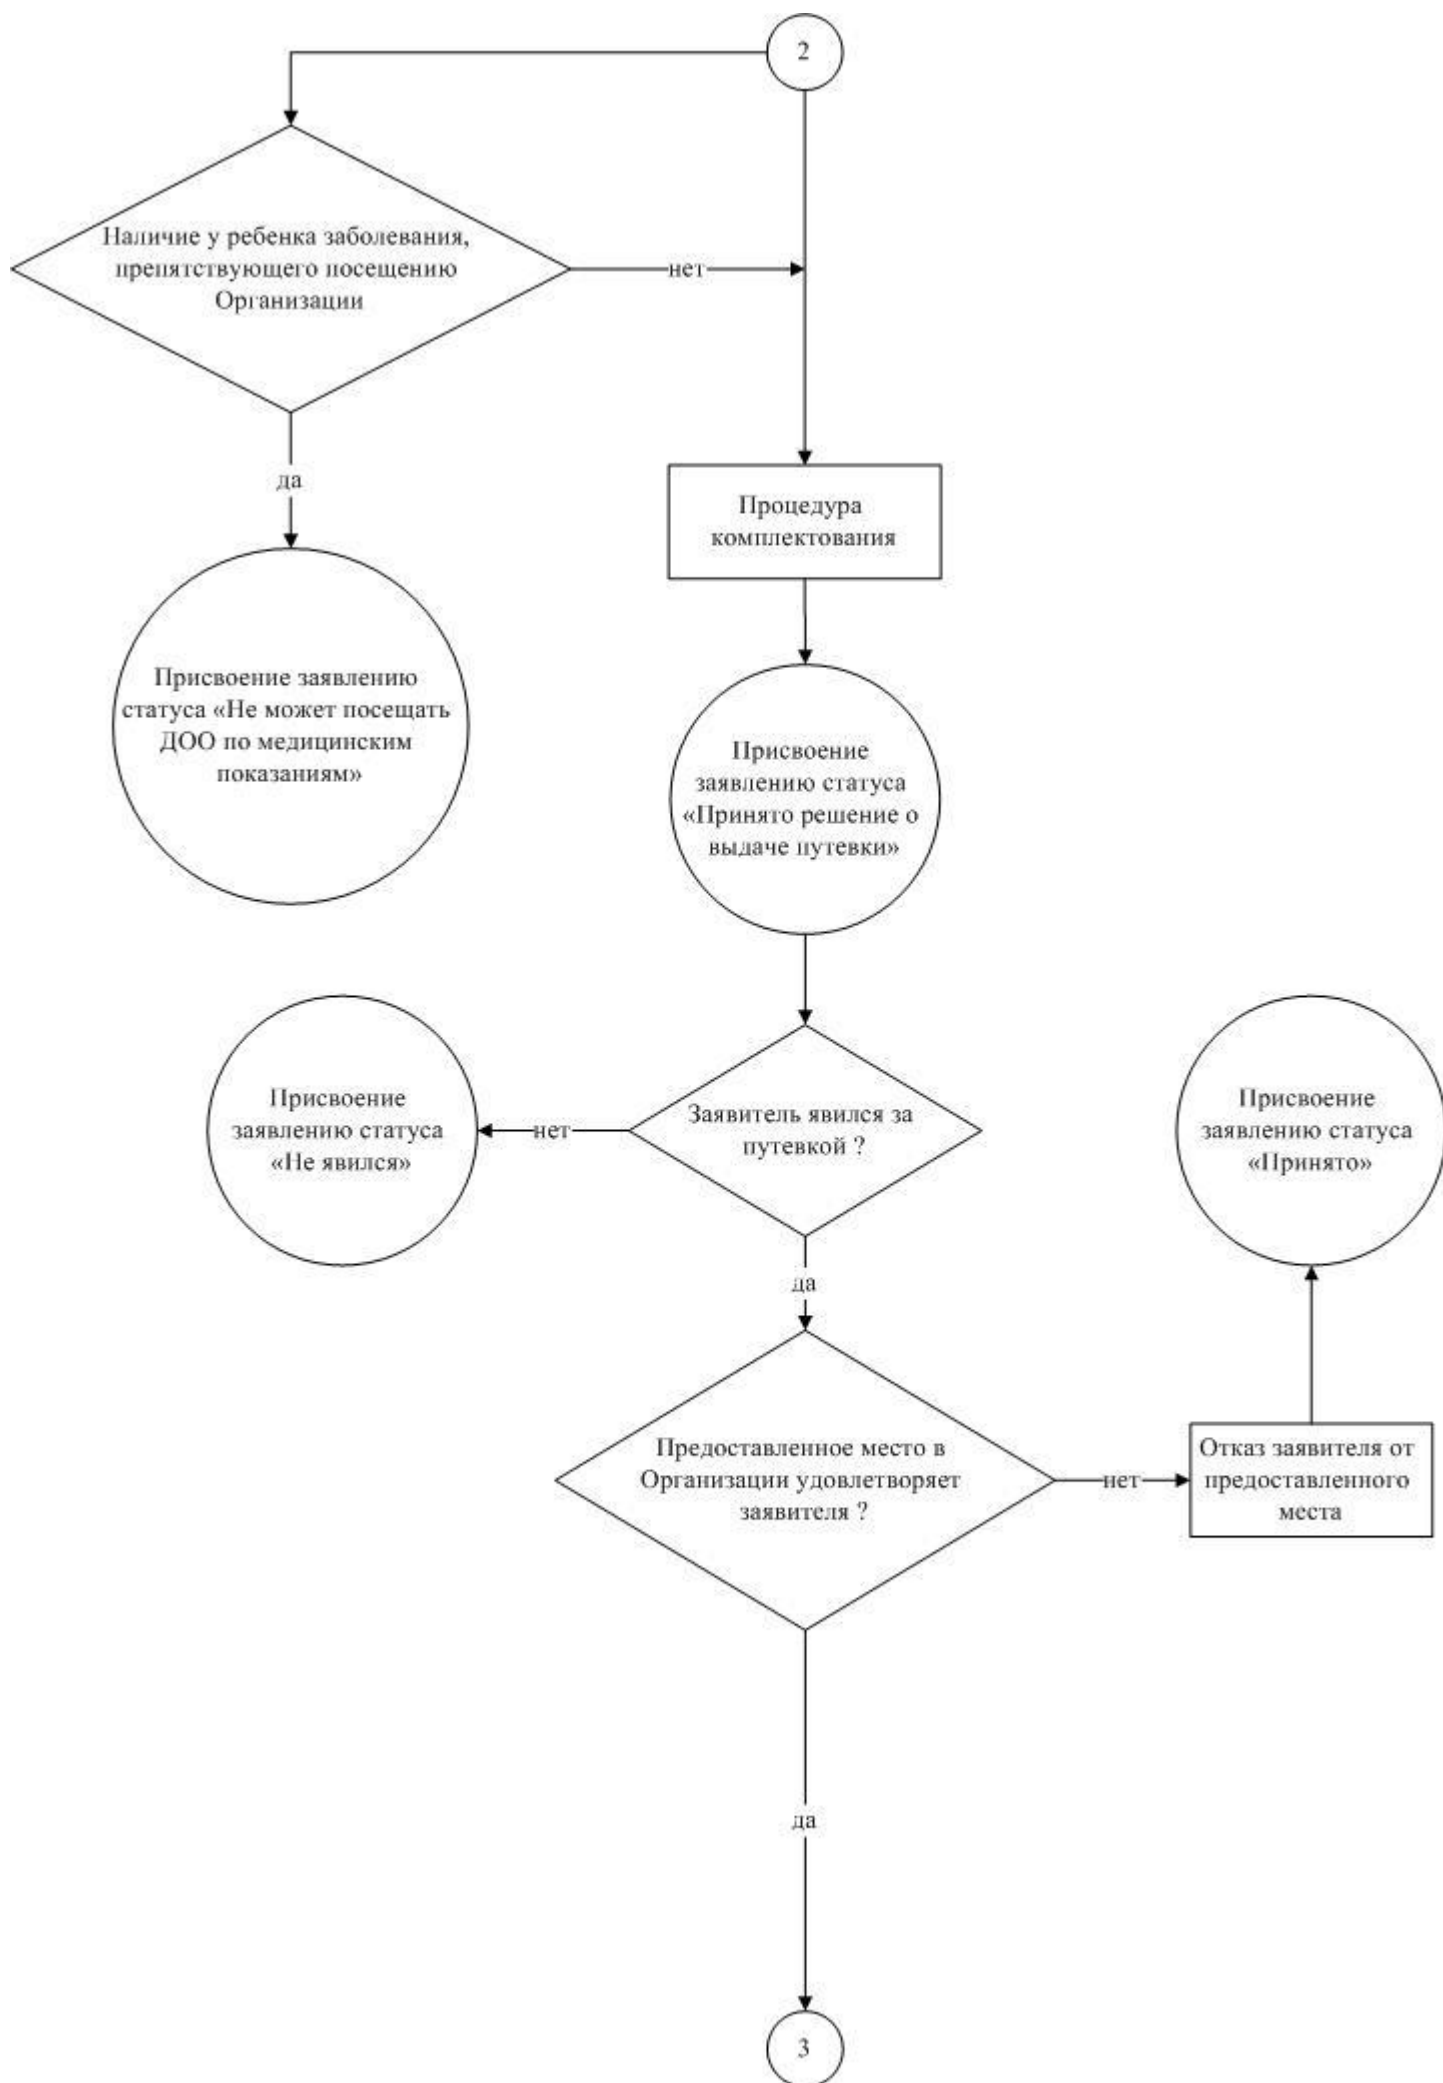 2
Наличие у ребенка заболевания,
препятствующего посещению
Организации
нет
да
Процедура
комплектования
Присвоение заявлению
статуса «Не может посещать
ДОО по медицинским
показаниям»
Присвоение
заявлению статуса
«Принято решение о
выдаче путевки»
Присвоение
заявлению статуса
«Не явился»
нет
Заявитель явился за
путевкой ?
Присвоение
заявлению статуса
«Принято»
да
Предоставленное место в
Организации удовлетворяет
заявителя ?
нет
Отказ заявителя от
предоставленного
места
да
3